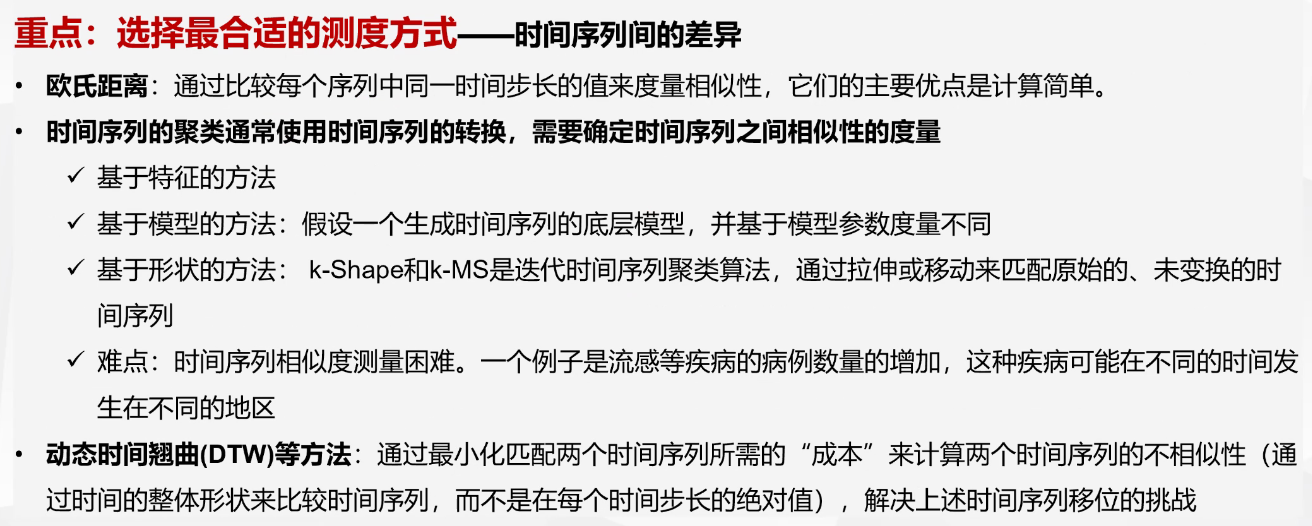 重点：选择最合适的测度方式——时间序列间的差异
• 欧氏距离：通过比较每个序列中同一时间步长的值来度量相似性，它们的主要优点是计算简单。
• 时间序列的聚类通常使用时间序列的转换，需要确定时间序列之间相似性的度量
✓ 基于特征的方法
✓ 基于模型的方法：假设一个生成时间序列的底层模型，并基于模型参数度量不同
✓ 基于形状的方法： k-Shape和k-MS是迭代时间序列聚类算法，通过拉伸或移动来匹配原始的、未变换的时
间序列
✓ 难点：时间序列相似度测量困难。一个例子是流感等疾病的病例数量的增加，这种疾病可能在不同的时间发
生在不同的地区
• 动态时间翘曲(DTW)等方法：通过最小化匹配两个时间序列所需的“成本”来计算两个时间序列的不相似性（通
过时间的整体形状来比较时间序列，而不是在每个时间步长的绝对值），解决上述时间序列移位的挑战